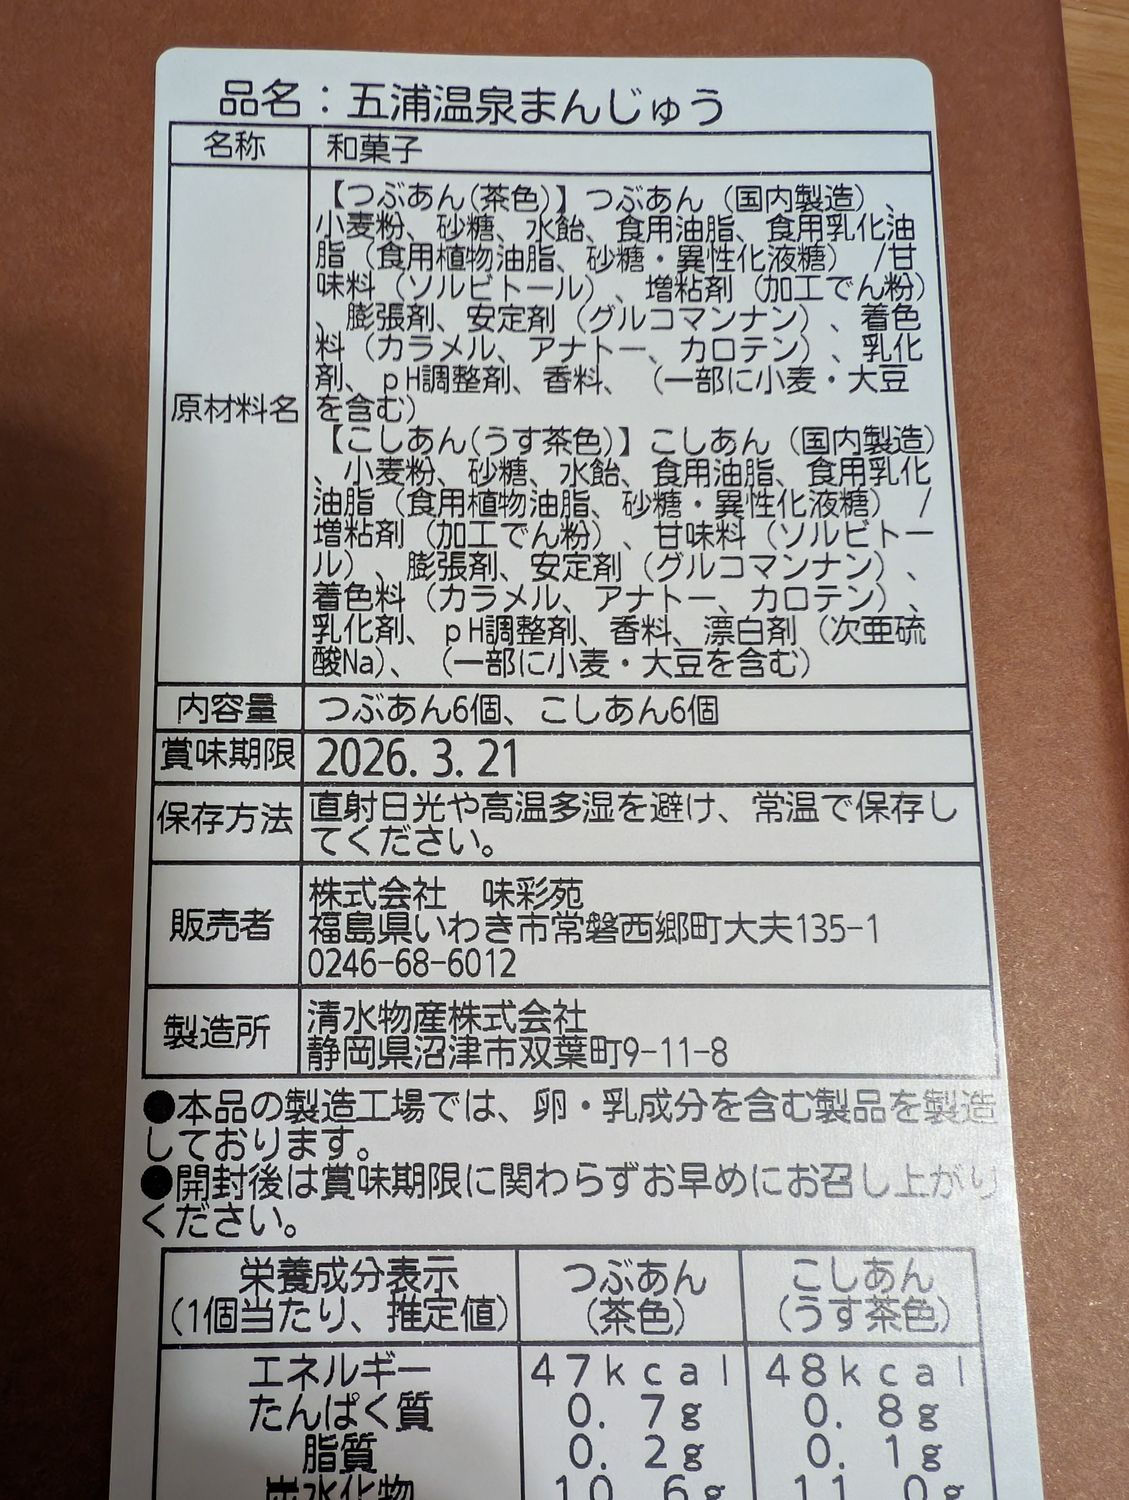 品名：五浦温泉まんじゅう
名称
和菓子
原材料名
【つぶあん(茶色)】つぶあん（国内製造）、
小麦粉、砂糖、水飴、食用油脂、食用乳化油
脂（食用植物油脂、砂糖・異性化液糖）/甘
味料（ソルビトール）、増粘剤（加工でん粉）
、膨張剤、安定剤（グルコマンナン）、着色
料（カラメル、アナトー、カロテン）、乳化
剤、pH調整剤、香料、（一部に小麦・大豆
を含む）
【こしあん(うす茶色)】こしあん（国内製造）
、小麦粉、砂糖、水飴、食用油脂、食用乳化
油脂（食用植物油脂、砂糖・異性化液糖）/
増粘剤（加工でん粉）、甘味料（ソルビトー
ル）、膨張剤、安定剤（グルコマンナン）、
着色料（カラメル、アナトー、カロテン）、
乳化剤、pH調整剤、香料、漂白剤（次亜硫
酸Na）、（一部に小麦・大豆を含む）
内容量
つぶあん6個、こしあん6個
賞味期限
2026. 3. 21
保存方法
直射日光や高温多湿を避け、常温で保存し
てください。
販売者
株式会社　味彩苑
福島県いわき市常磐西郷町大夫135-1
0246-68-6012
製造所
清水物産株式会社
静岡県沼津市双葉町9-11-8
●本品の製造工場では、卵・乳成分を含む製品を製造
しております。
●開封後は賞味期限に関わらずお早めにお召し上がり
ください。
栄養成分表示
(1個当たり、推定値)
つぶあん
(茶色)
こしあん
(うす茶色)
エネルギー
47kcal
48kcal
たんぱく質
0. 7g
0. 8g
脂質
0. 2g
0. 1g
炭水化物
10. 6g
11. 0g